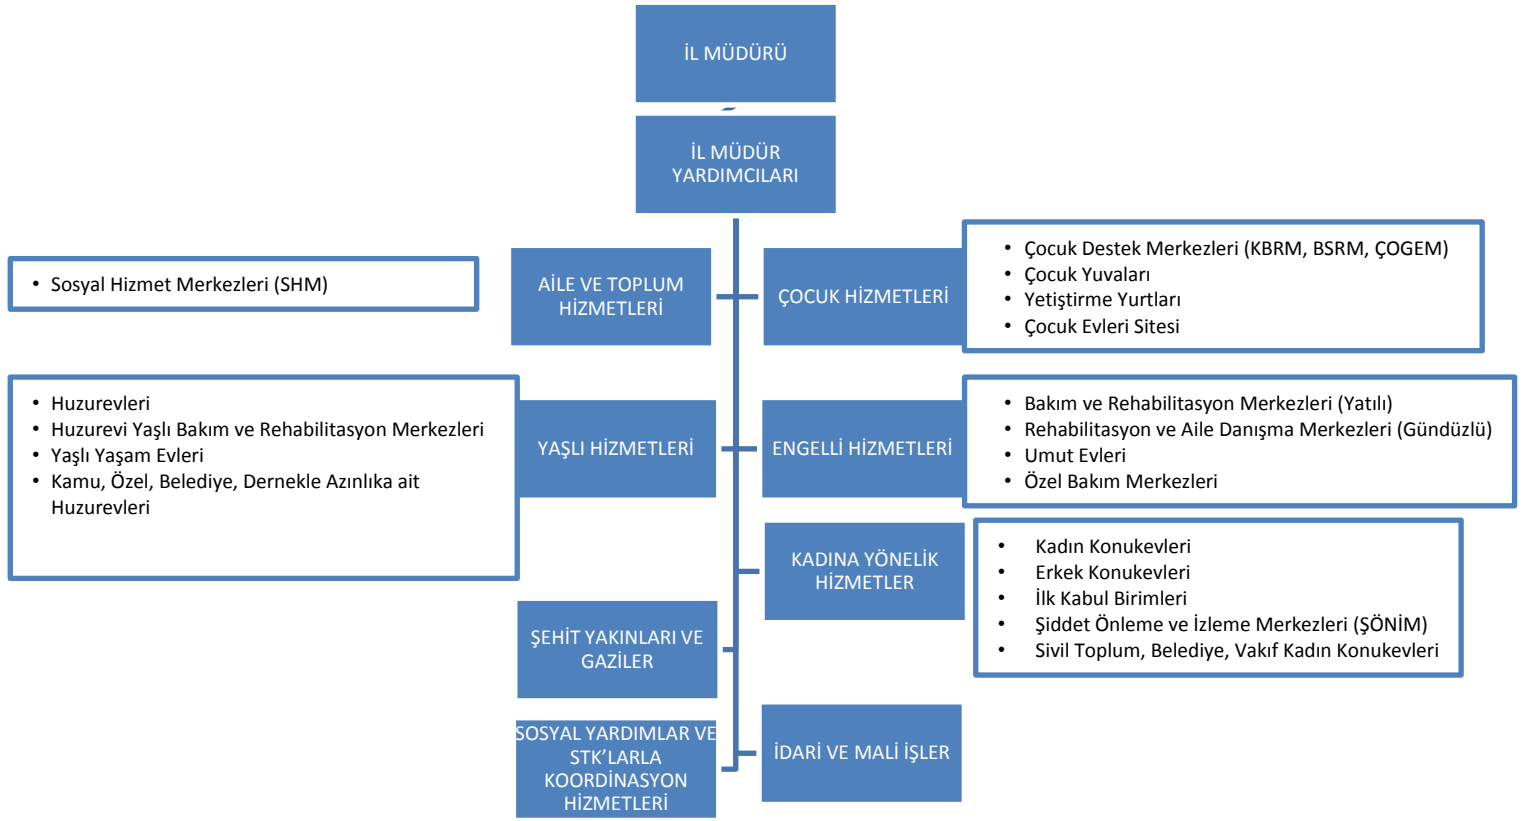 İL MÜDÜRÜ
İL MÜDÜR
YARDIMCILARI
AİLE VE TOPLUM
HİZMETLERİ
• Sosyal Hizmet Merkezleri (SHM)
ÇOCUK HİZMETLERİ
• Çocuk Destek Merkezleri (KBRM, BSRM, ÇOGEM)
• Çocuk Yuvaları
• Yetiştirme Yurtları
• Çocuk Evleri Sitesi
YAŞLI HİZMETLERİ
• Huzurevleri
• Huzurevi Yaşlı Bakım ve Rehabilitasyon Merkezleri
• Yaşlı Yaşam Evleri
• Kamu, Özel, Belediye, Dernekle Azınlıka ait
Huzurevleri
ENGELLİ HİZMETLERİ
• Bakım ve Rehabilitasyon Merkezleri (Yatılı)
• Rehabilitasyon ve Aile Danışma Merkezleri (Gündüzlü)
• Umut Evleri
• Özel Bakım Merkezleri
KADINA YÖNELİK
HİZMETLER
• Kadın Konukevleri
• Erkek Konukevleri
• İlk Kabul Birimleri
• Şiddet Önleme ve İzleme Merkezleri (ŞÖNİM)
• Sivil Toplum, Belediye, Vakıf Kadın Konukevleri
ŞEHİT YAKINLARI VE
GAZİLER
SOSYAL YARDIMLAR VE
STK’LARLA
KOORDİNASYON
HİZMETLERİ
İDARİ VE MALİ İŞLER